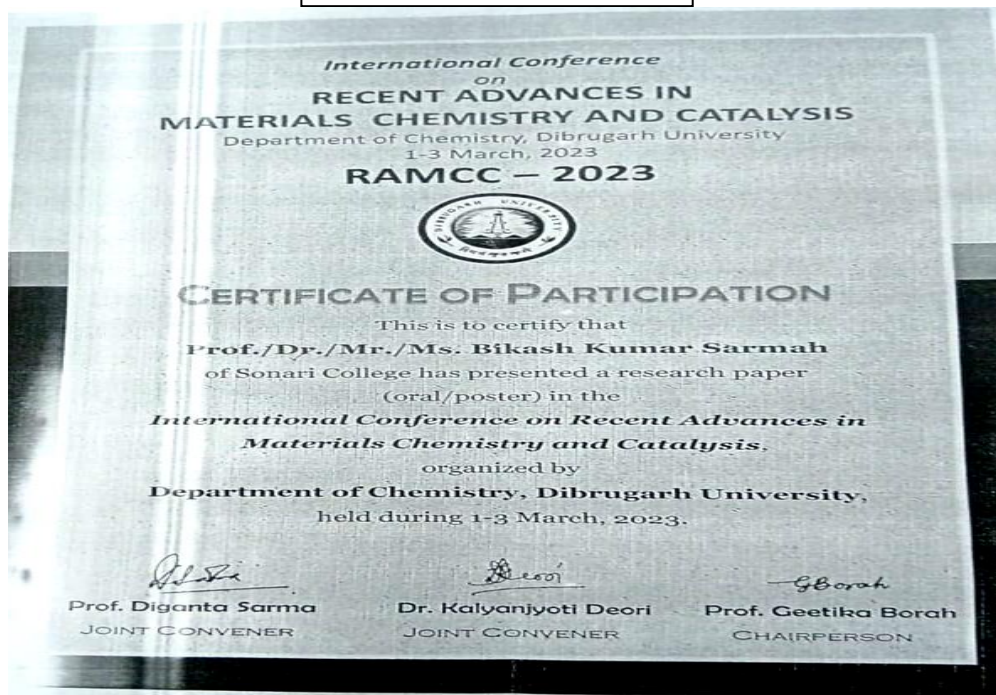 International Conference
on
RECENT ADVANCES IN
MATERIALS CHEMISTRY AND CATALYSIS
Department of Chemistry, Dibrugarh University
1-3 March, 2023
RAMCC – 2023
DIBRUGARH UNIVERSITY
CERTIFICATE OF PARTICIPATION
This is to certify that
Prof./Dr./Mr./Ms. Bikash Kumar Sarmah
of Sonari College has presented a research paper
(oral/poster) in the
International Conference on Recent Advances in
Materials Chemistry and Catalysis,
organized by
Department of Chemistry, Dibrugarh University,
held during 1-3 March, 2023.
Deori
GBorah
Prof. Diganta Sarma
Dr. Kalyanjyoti Deori
Prof. Geetika Borah
JOINT CONVENER
JOINT CONVENER
CHAIRPERSON